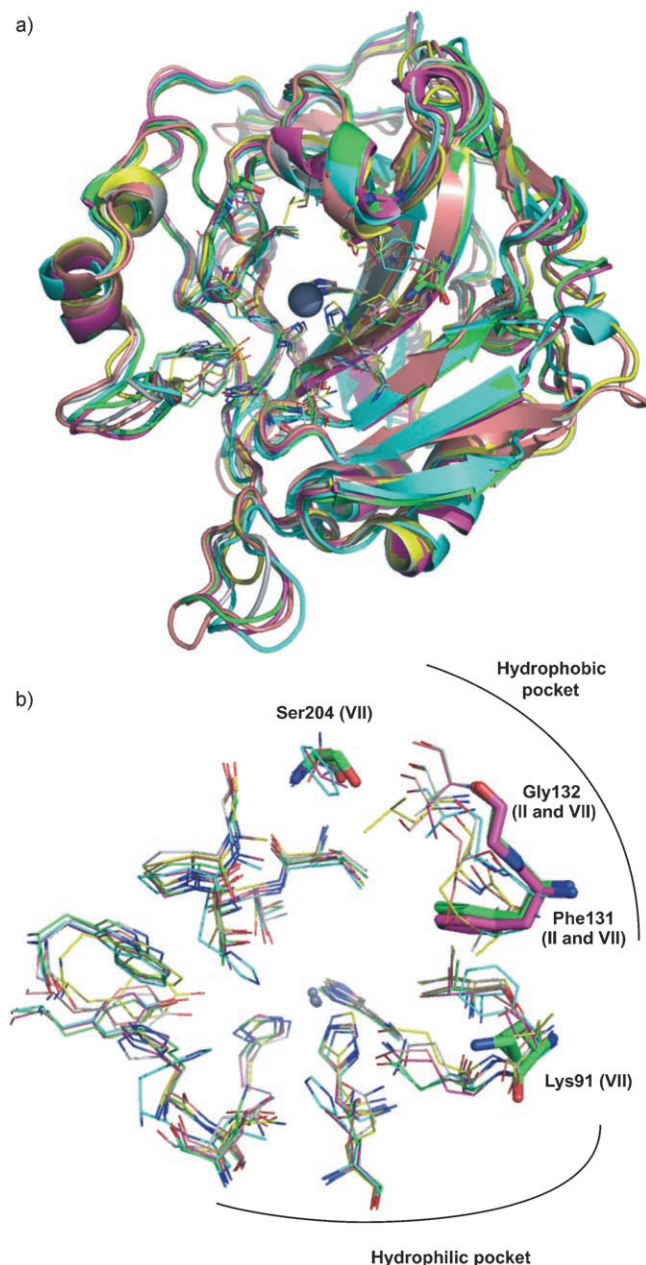 a)
Hydrophobic
pocket
b)
Ser204 (VII)
Gly132
(II and VII)
Phe131
(II and VII)
Lys91 (VII)
Hydrophilic pocket